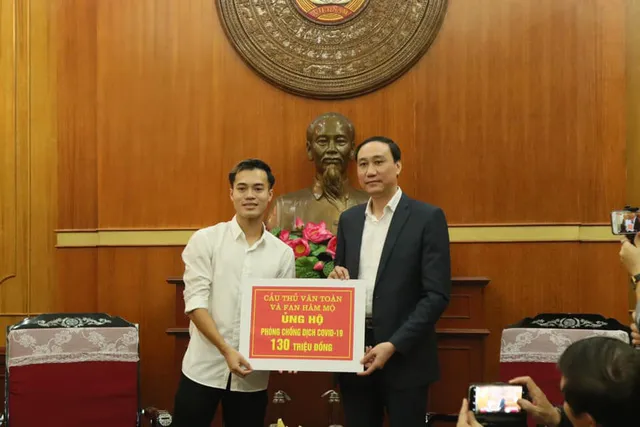 CẦU THỦ VĂN TOÀN
VÀ FAN HÂM MỘ
ỦNG HỘ
PHÒNG CHỐNG DỊCH COVID-19
130 TRIỆU ĐỒNG